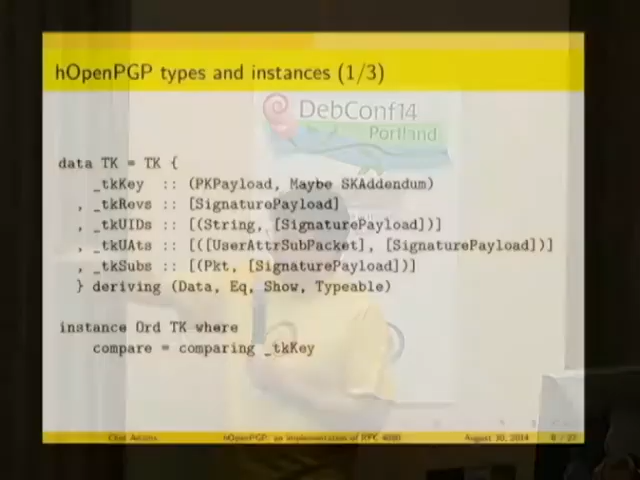 hOpenPGP types and instances (1/3)
DebConf14
Portland
data TK = TK {
_tkKey :: (PKPayload, Maybe SKAddendum)
, _tkRevs :: [SignaturePayload]
, _tkUIDs :: [(String, [SignaturePayload])]
, _tkUAts :: [([UserAttrSubPacket], [SignaturePayload])]
, _tkSubs :: [(Pkt, [SignaturePayload])]
} deriving (Data, Eq, Show, Typeable)
instance Ord TK where
compare = comparing _tkKey
hOpenPGP: an implementation of RFC 4880
August 30, 2014